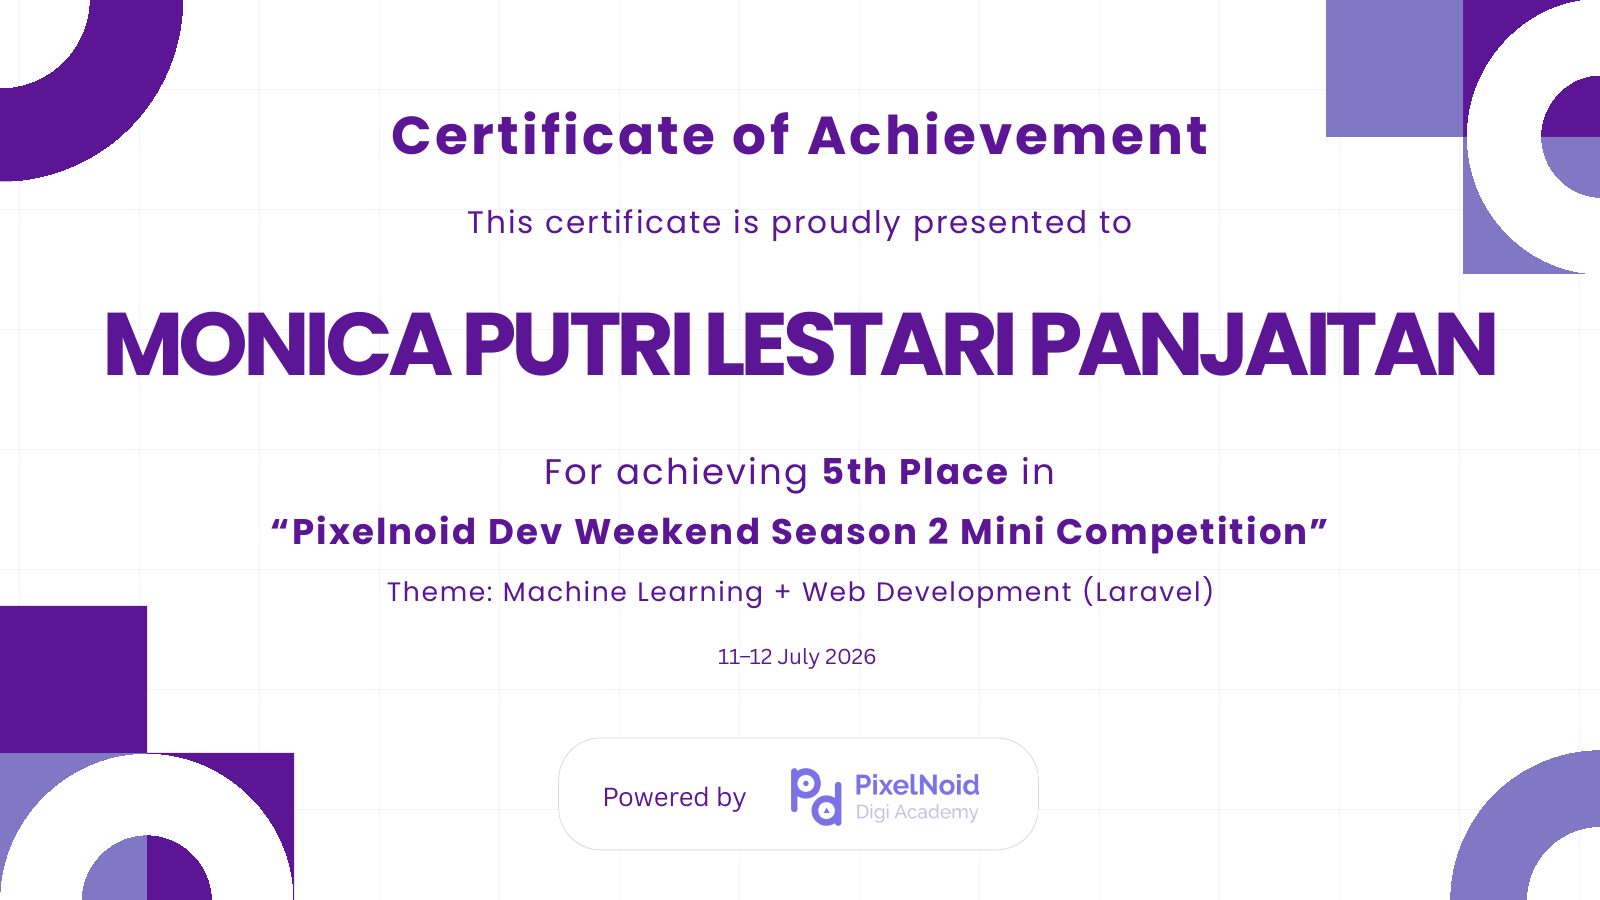 Certificate of Achievement
This certificate is proudly presented to
MONICA PUTRI LESTARI PANJAITAN
For achieving 5th Place in
“Pixelnoid Dev Weekend Season 2 Mini Competition”
Theme: Machine Learning + Web Development (Laravel)
11–12 July 2026
Powered by
pd
PixelNoid
Digi Academy